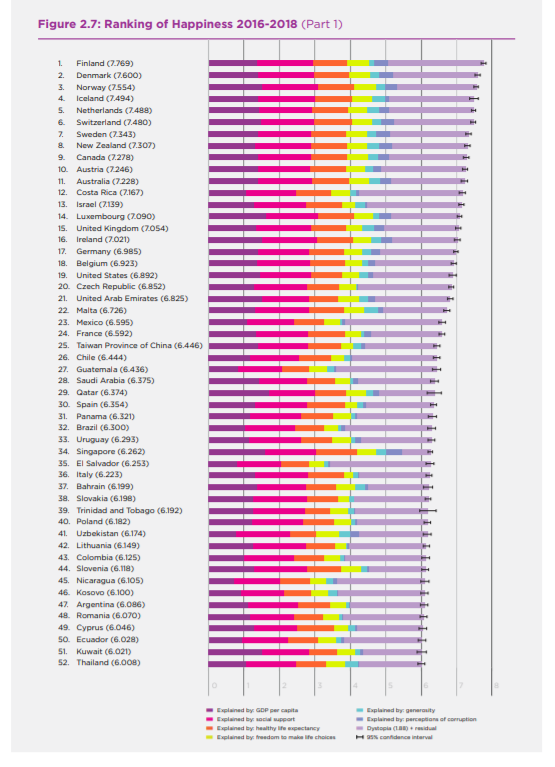 Figure 2.7: Ranking of Happiness 2016-2018 (Part 1)
1. Finland (7.769)
2. Denmark (7.600)
3. Norway (7.554)
4. Iceland (7.494)
5. Netherlands (7.488)
6. Switzerland (7.480)
7. Sweden (7.343)
8. New Zealand (7.307)
9. Canada (7.278)
10. Austria (7.246)
11. Australia (7.228)
12. Costa Rica (7.167)
13. Israel (7.139)
14. Luxembourg (7.090)
15. United Kingdom (7.054)
16. Ireland (7.021)
17. Germany (6.985)
18. Belgium (6.923)
19. United States (6.892)
20. Czech Republic (6.852)
21. United Arab Emirates (6.825)
22. Malta (6.726)
23. Mexico (6.595)
24. France (6.592)
25. Taiwan Province of China (6.446)
26. Chile (6.444)
27. Guatemala (6.436)
28. Saudi Arabia (6.375)
29. Qatar (6.374)
30. Spain (6.354)
31. Panama (6.321)
32. Brazil (6.300)
33. Uruguay (6.293)
34. Singapore (6.262)
35. El Salvador (6.253)
36. Italy (6.223)
37. Bahrain (6.199)
38. Slovakia (6.198)
39. Trinidad and Tobago (6.192)
40. Poland (6.182)
41. Uzbekistan (6.174)
42. Lithuania (6.149)
43. Colombia (6.125)
44. Slovenia (6.118)
45. Nicaragua (6.105)
46. Kosovo (6.100)
47. Argentina (6.086)
48. Romania (6.070)
49. Cyprus (6.046)
50. Ecuador (6.028)
51. Kuwait (6.021)
52. Thailand (6.008)
0 1 2 3 4 5 6 7 8
Explained by: GDP per capita
Explained by: social support
Explained by: healthy life expectancy
Explained by: freedom to make life choices
Explained by: generosity
Explained by: perceptions of corruption
Dystopia (1.88) + residual
95% confidence interval